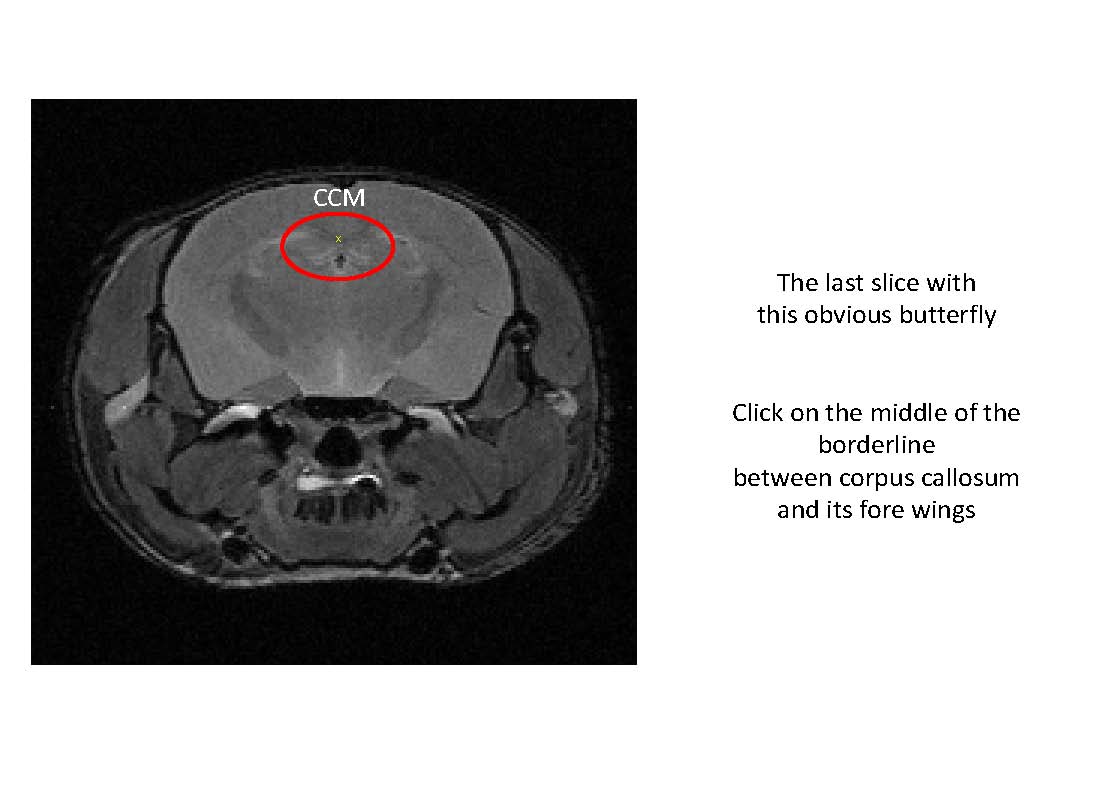 CCM
x
The last slice with
this obvious butterfly
Click on the middle of the
borderline
between corpus callosum
and its fore wings